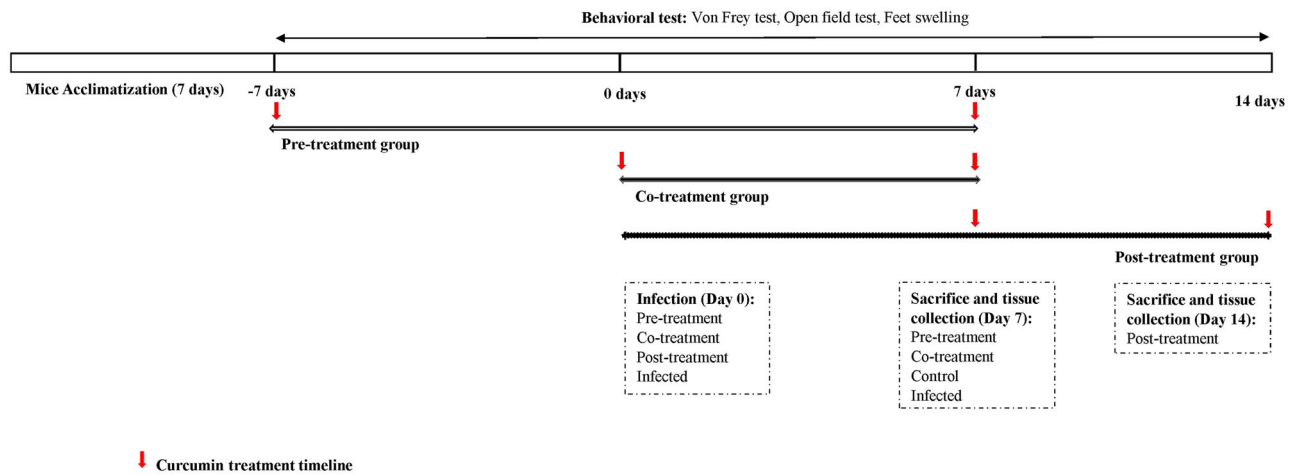 Behavioral test: Von Frey test, Open field test, Feet swelling
Mice Acclimatization (7 days)
-7 days
0 days
7 days
14 days
Pre-treatment group
Co-treatment group
Post-treatment group
Infection (Day 0):
Pre-treatment
Co-treatment
Post-treatment
Infected
Sacrifice and tissue
collection (Day 7):
Pre-treatment
Co-treatment
Control
Infected
Sacrifice and tissue
collection (Day 14):
Post-treatment
Curcumin treatment timeline